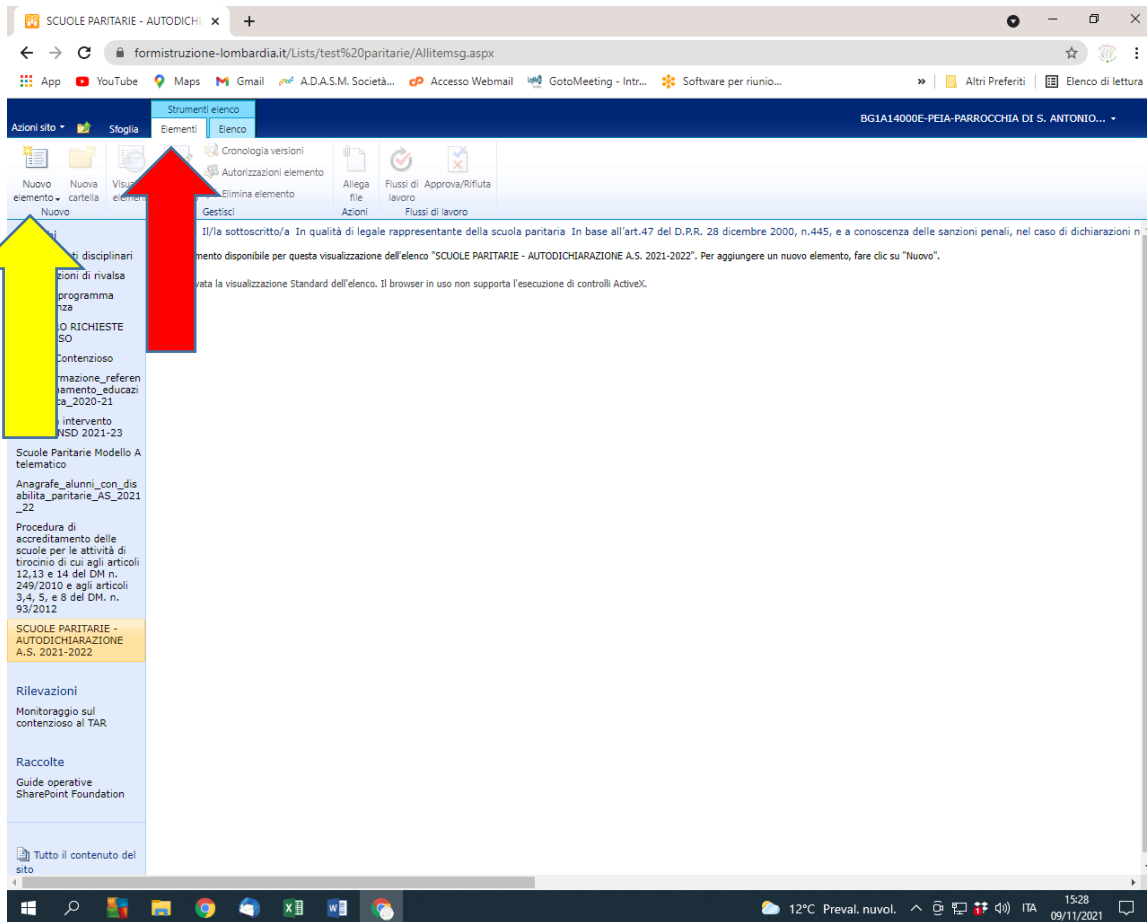 SCUOLE PARITARIE - AUTODICHI
formistruzione-lombardia.it/Lists/test%20paritarie/Allitemsg.aspx
App YouTube Maps Gmail A.D.A.S.M. Società... Accesso Webmail GotoMeeting - Intr... Software per riunio... » Altri Preferiti Elenco di lettura
Strumenti elenco
BG1A14000E-PEIA-PARROCCHIA DI S. ANTONIO...
Azioni sito Sfoglia Elementi Elenco
Cronologia versioni
Autorizzazioni elemento
Elimina elemento
Nuovo elemento
Nuova cartella
Allega file
Flussi di lavoro
Approva/Rifiuta
Nuovo Gestisci Azioni Flussi di lavoro
Il/la sottoscritto/a In qualità di legale rappresentante della scuola paritaria In base all'art.47 del D.P.R. 28 dicembre 2000, n.445, e a conoscenza delle sanzioni penali, nel caso di dichiarazioni n
disponibile per questa visualizzazione dell'elenco "SCUOLE PARITARIE - AUTODICHIARAZIONE A.S. 2021-2022". Per aggiungere un nuovo elemento, fare clic su "Nuovo".
la visualizzazione Standard dell'elenco. Il browser in uso non supporta l'esecuzione di controlli ActiveX.
disciplinari
di rivalsa
programma
RICHIESTE
Contenzioso
2020-21
intervento
2021-23
Scuole Paritarie Modello A
telematico
Anagrafe_alunni_con_dis
abilita_paritarie_AS_2021
_22
Procedura di
accreditamento delle
scuole per le attività di
tirocinio di cui agli articoli
12,13 e 14 del DM n.
249/2010 e agli articoli
3,4, 5, e 8 del DM. n.
93/2012
SCUOLE PARITARIE -
AUTODICHIARAZIONE
A.S. 2021-2022
Rilevazioni
Monitoraggio sul
contenzioso al TAR
Raccolte
Guide operative
SharePoint Foundation
Tutto il contenuto del
sito
12°C Preval. nuvol. ITA 15:28
09/11/2021